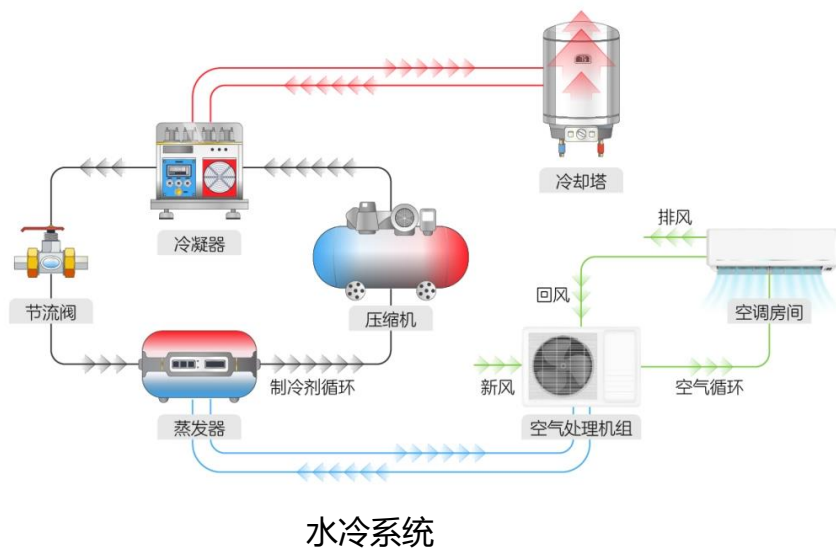 冷却塔
排风
冷凝器
回风
节流阀
压缩机
空调房间
制冷剂循环
新风
空气循环
蒸发器
空气处理机组
水冷系统